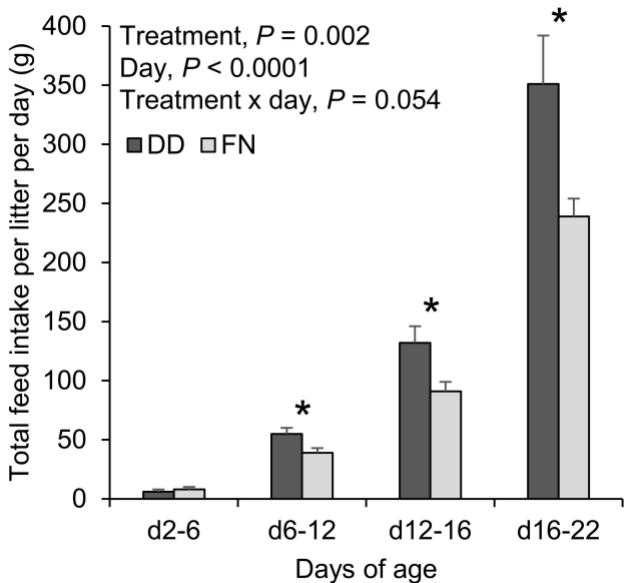 Total feed intake per litter per day (g)
400
350
300
250
200
150
100
50
0
Treatment, P = 0.002
Day, P < 0.0001
Treatment x day, P = 0.054
DD FN
*
*
*
d2-6 d6-12 d12-16 d16-22
Days of age